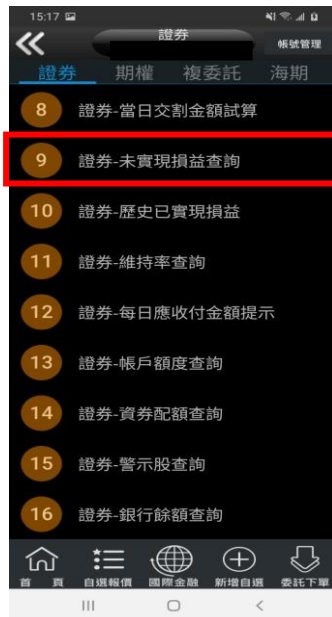 15:17
證券
帳號管理
證券 期權 複委託 海期
8 證券-當日交割金額試算
9 證券-未實現損益查詢
10 證券-歷史已實現損益
11 證券-維持率查詢
12 證券-每日應收付金額提示
13 證券-帳戶額度查詢
14 證券-資券配額查詢
15 證券-警示股查詢
16 證券-銀行餘額查詢
首 頁 自選報價 國際金融 新增自選 委託下單